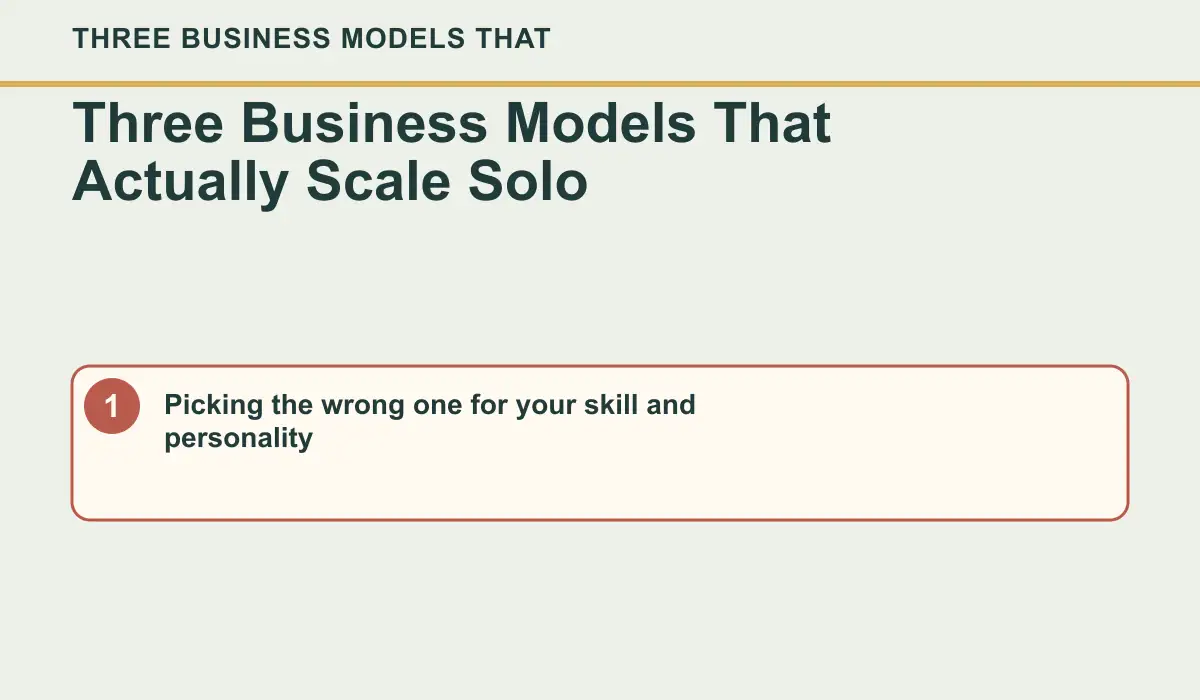 THREE BUSINESS MODELS THAT
Three Business Models That
Actually Scale Solo
1
Picking the wrong one for your skill and
personality